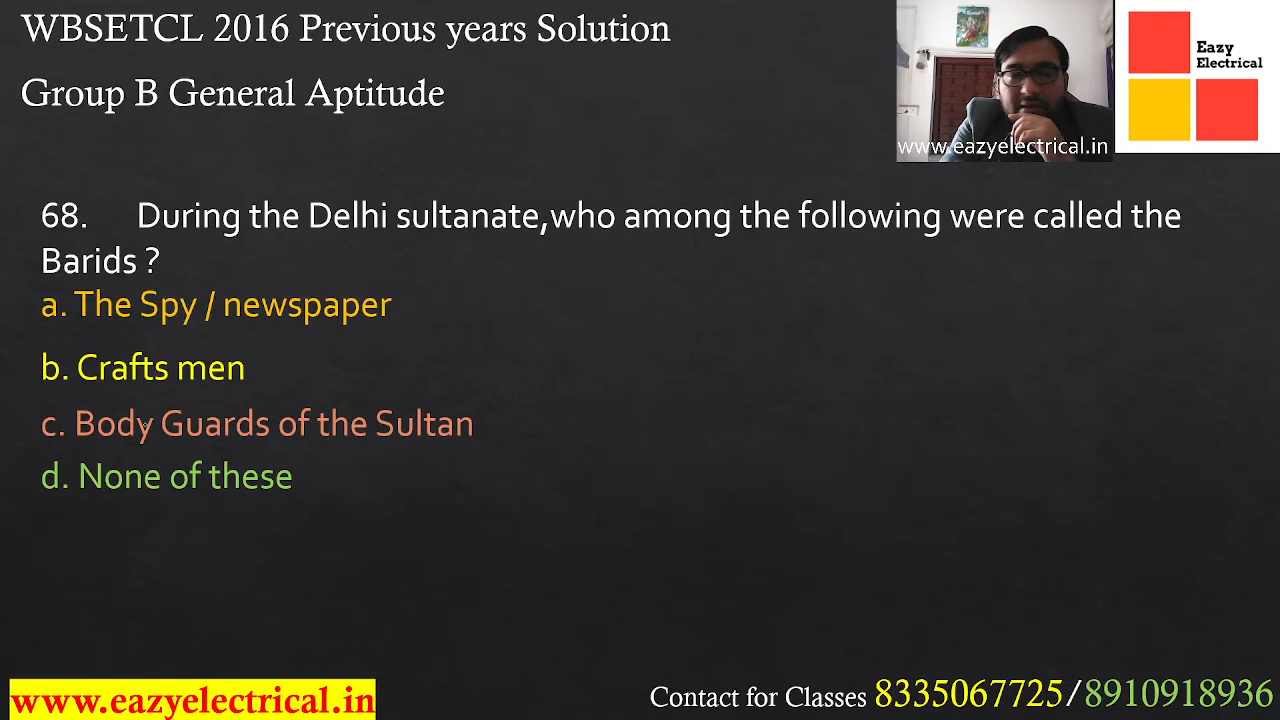 WBSETCL 2016 Previous years Solution
Group B General Aptitude
Eazy
Electrical
www.eazyelectrical.in
68. During the Delhi sultanate,who among the following were called the
Barids ?
a. The Spy / newspaper
b. Crafts men
c. Body Guards of the Sultan
d. None of these
www.eazyelectrical.in
Contact for Classes 8335067725/8910918936